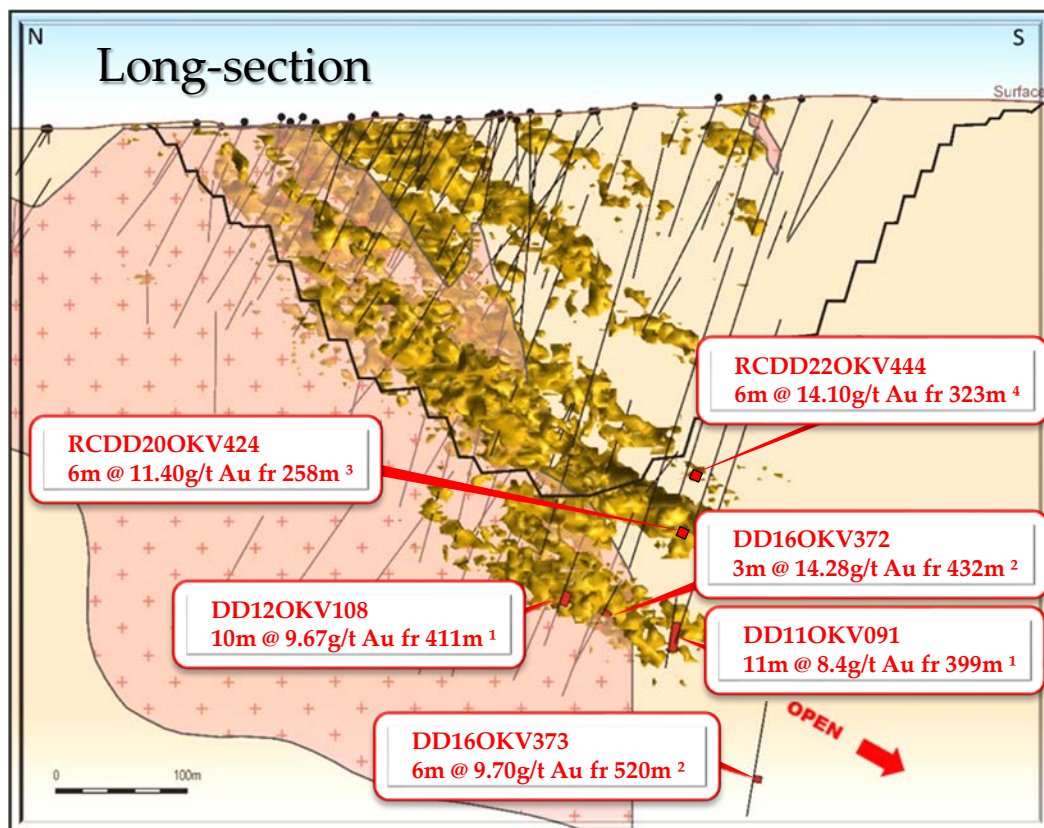 N
S
Long-section
Surface
RCDD22OKV444
6m @ 14.10g/t Au fr 323m ⁴
RCDD20OKV424
6m @ 11.40g/t Au fr 258m ³
DD16OKV372
3m @ 14.28g/t Au fr 432m ²
DD12OKV108
10m @ 9.67g/t Au fr 411m ¹
DD11OKV091
11m @ 8.4g/t Au fr 399m ¹
OPEN
DD16OKV373
6m @ 9.70g/t Au fr 520m ²
0 100m